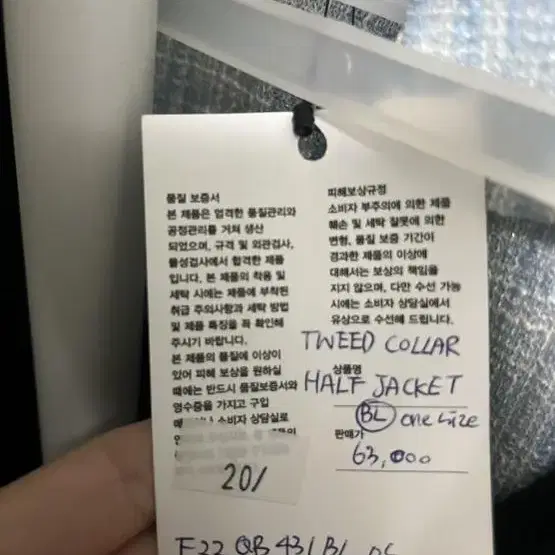 품질 보증서
본 제품은 엄격한 품질관리와
공정관리를 거쳐 생산
되었으며, 규격 및 외관검사,
물성검사에서 합격한 제품
입니다. 본 제품의 착용 및
세탁 시에는 제품에 부착된
취급 주의사항과 세탁 방법
및 제품 특징을 꼭 확인해
주시기 바랍니다.
본 제품의 품질에 이상이
있어 피해 보상을 원하실
때에는 반드시 품질보증서와
영수증을 가지고 구입
소비자 상담실로
20/
피해보상규정
소비자 부주의에 의한 제품
훼손 및 세탁 잘못에 의한
변형, 품질 보증 기간이
경과한 제품의 이상에
대해서는 보상의 책임을
지지 않으며, 다만 수선 가능
시에는 소비자 상담실에서
유상으로 수선해 드립니다.
TWEED COLLAR
상품명
HALF JACKET
BL one size
판매가
63,000
F22 QB 431 BL